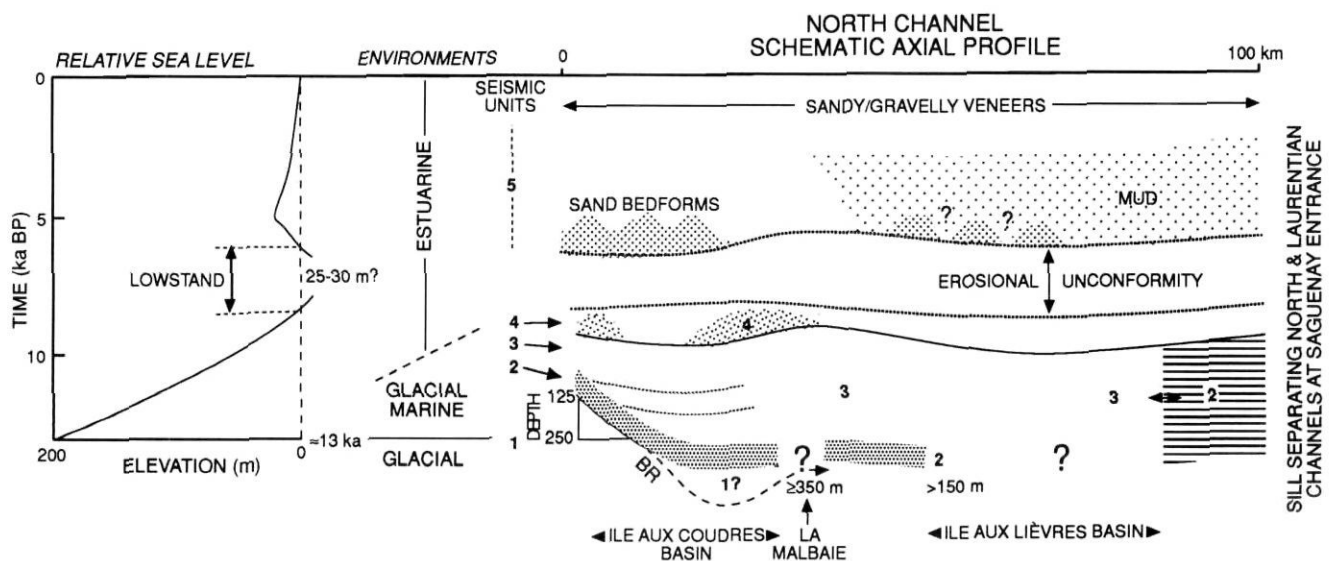 NORTH CHANNEL
SCHEMATIC AXIAL PROFILE
RELATIVE SEA LEVEL
ENVIRONMENTS
0
100 km
0
SEISMIC
UNITS
SANDY/GRAVELLY VENEERS
ESTUARINE
5
SAND BEDFORMS
?
?
MUD
5
TIME (ka BP)
LOWSTAND
25-30 m?
EROSIONAL UNCONFORMITY
4
4
3
10
2
GLACIAL
MARINE
3
3
2
DEPTH
125
250
≈13 ka
1
200
ELEVATION (m)
0
GLACIAL
BR
1?
?
≥350 m
2
>150 m
?
ILE AUX COUDRES
BASIN
LA
MALBAIE
ILE AUX LIÈVRES BASIN
SILL SEPARATING NORTH & LAURENTIAN
CHANNELS AT SAGUENAY ENTRANCE